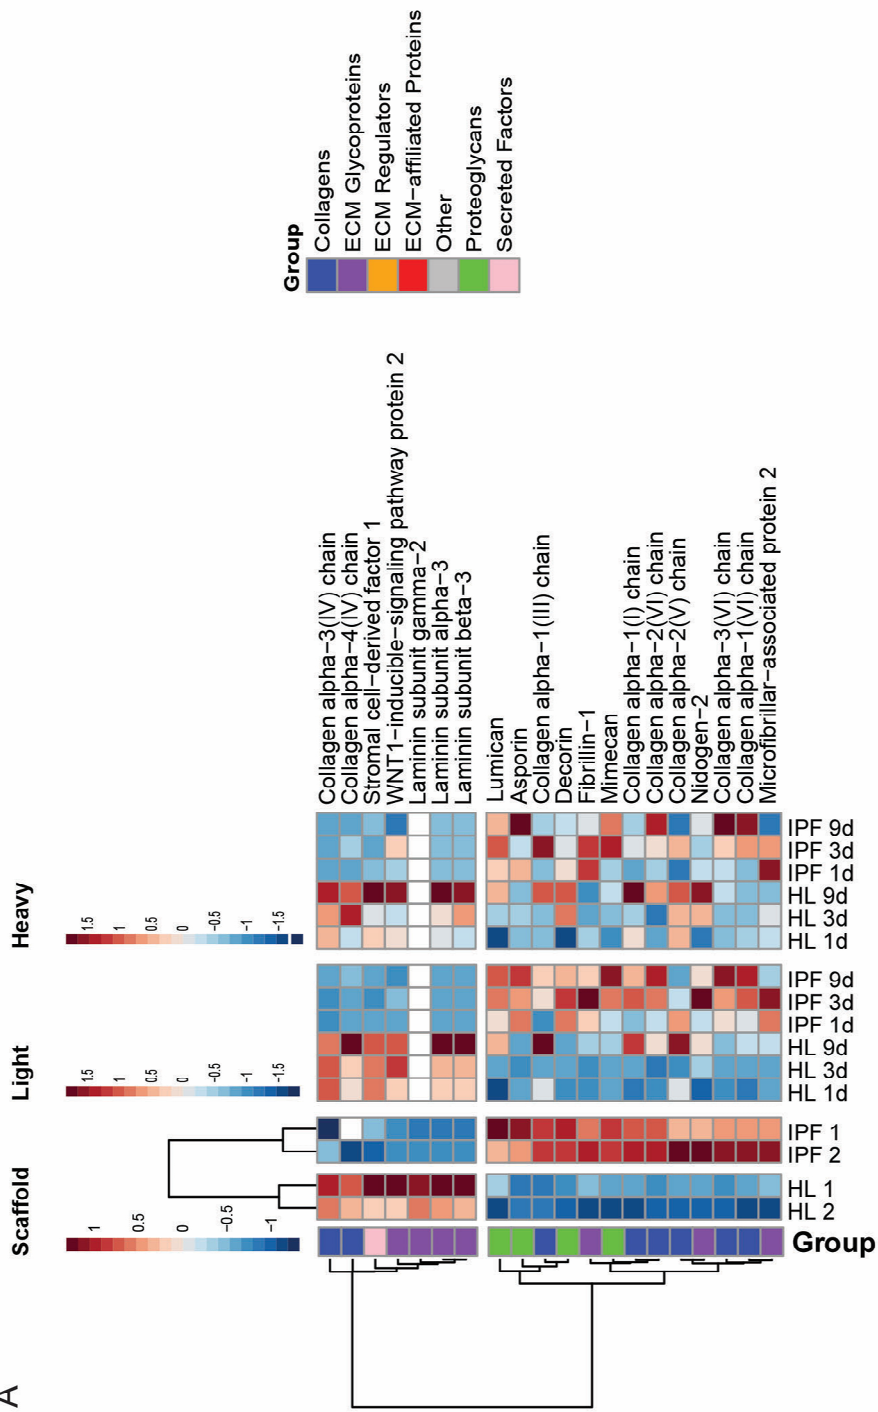 A
Scaffold
1
0.5
0
−0.5
−1
Light
1.5
1
0.5
0
−0.5
−1
−1.5
Heavy
1.5
1
0.5
0
−0.5
−1
−1.5
Group
Collagens
ECM Glycoproteins
ECM Regulators
ECM−affiliated Proteins
Other
Proteoglycans
Secreted Factors
Collagen alpha−3(IV) chain
Collagen alpha−4(IV) chain
Stromal cell−derived factor 1
WNT1−inducible−signaling pathway protein 2
Laminin subunit gamma−2
Laminin subunit alpha−3
Laminin subunit beta−3
Lumican
Asporin
Collagen alpha−1(III) chain
Decorin
Fibrillin−1
Mimecan
Collagen alpha−1(I) chain
Collagen alpha−2(VI) chain
Collagen alpha−2(V) chain
Nidogen−2
Collagen alpha−3(VI) chain
Collagen alpha−1(VI) chain
Microfibrillar−associated protein 2
Group
HL 2
HL 1
IPF 2
IPF 1
HL 1d
HL 3d
HL 9d
IPF 1d
IPF 3d
IPF 9d
HL 1d
HL 3d
HL 9d
IPF 1d
IPF 3d
IPF 9d